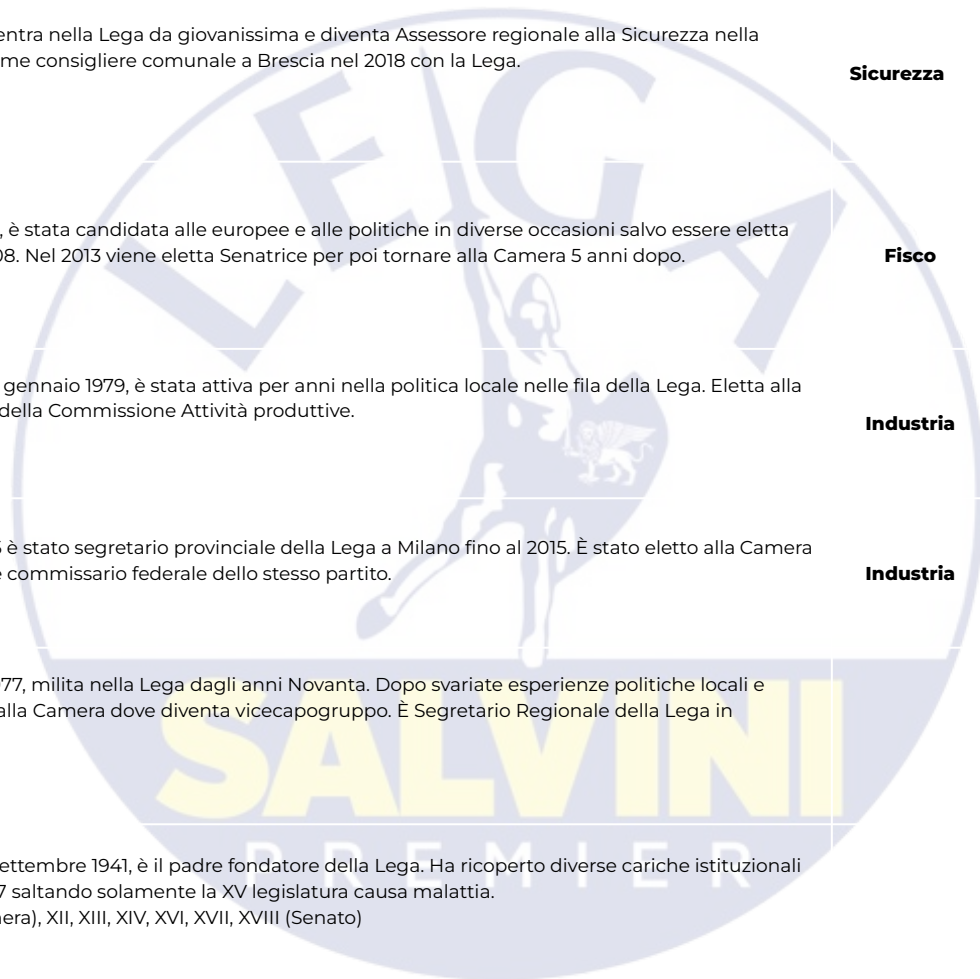 LEGA
entra nella Lega da giovanissima e diventa Assessore regionale alla Sicurezza nella
me consigliere comunale a Brescia nel 2018 con la Lega.
Sicurezza
, è stata candidata alle europee e alle politiche in diverse occasioni salvo essere eletta
08. Nel 2013 viene eletta Senatrice per poi tornare alla Camera 5 anni dopo.
Fisco
gennaio 1979, è stata attiva per anni nella politica locale nelle fila della Lega. Eletta alla
della Commissione Attività produttive.
Industria
è stato segretario provinciale della Lega a Milano fino al 2015. È stato eletto alla Camera
e commissario federale dello stesso partito.
Industria
977, milita nella Lega dagli anni Novanta. Dopo svariate esperienze politiche locali e
alla Camera dove diventa vicecapogruppo. È Segretario Regionale della Lega in
SALVINI
PREMIER
settembre 1941, è il padre fondatore della Lega. Ha ricoperto diverse cariche istituzionali
7 saltando solamente la XV legislatura causa malattia.
era), XII, XIII, XIV, XVI, XVII, XVIII (Senato)